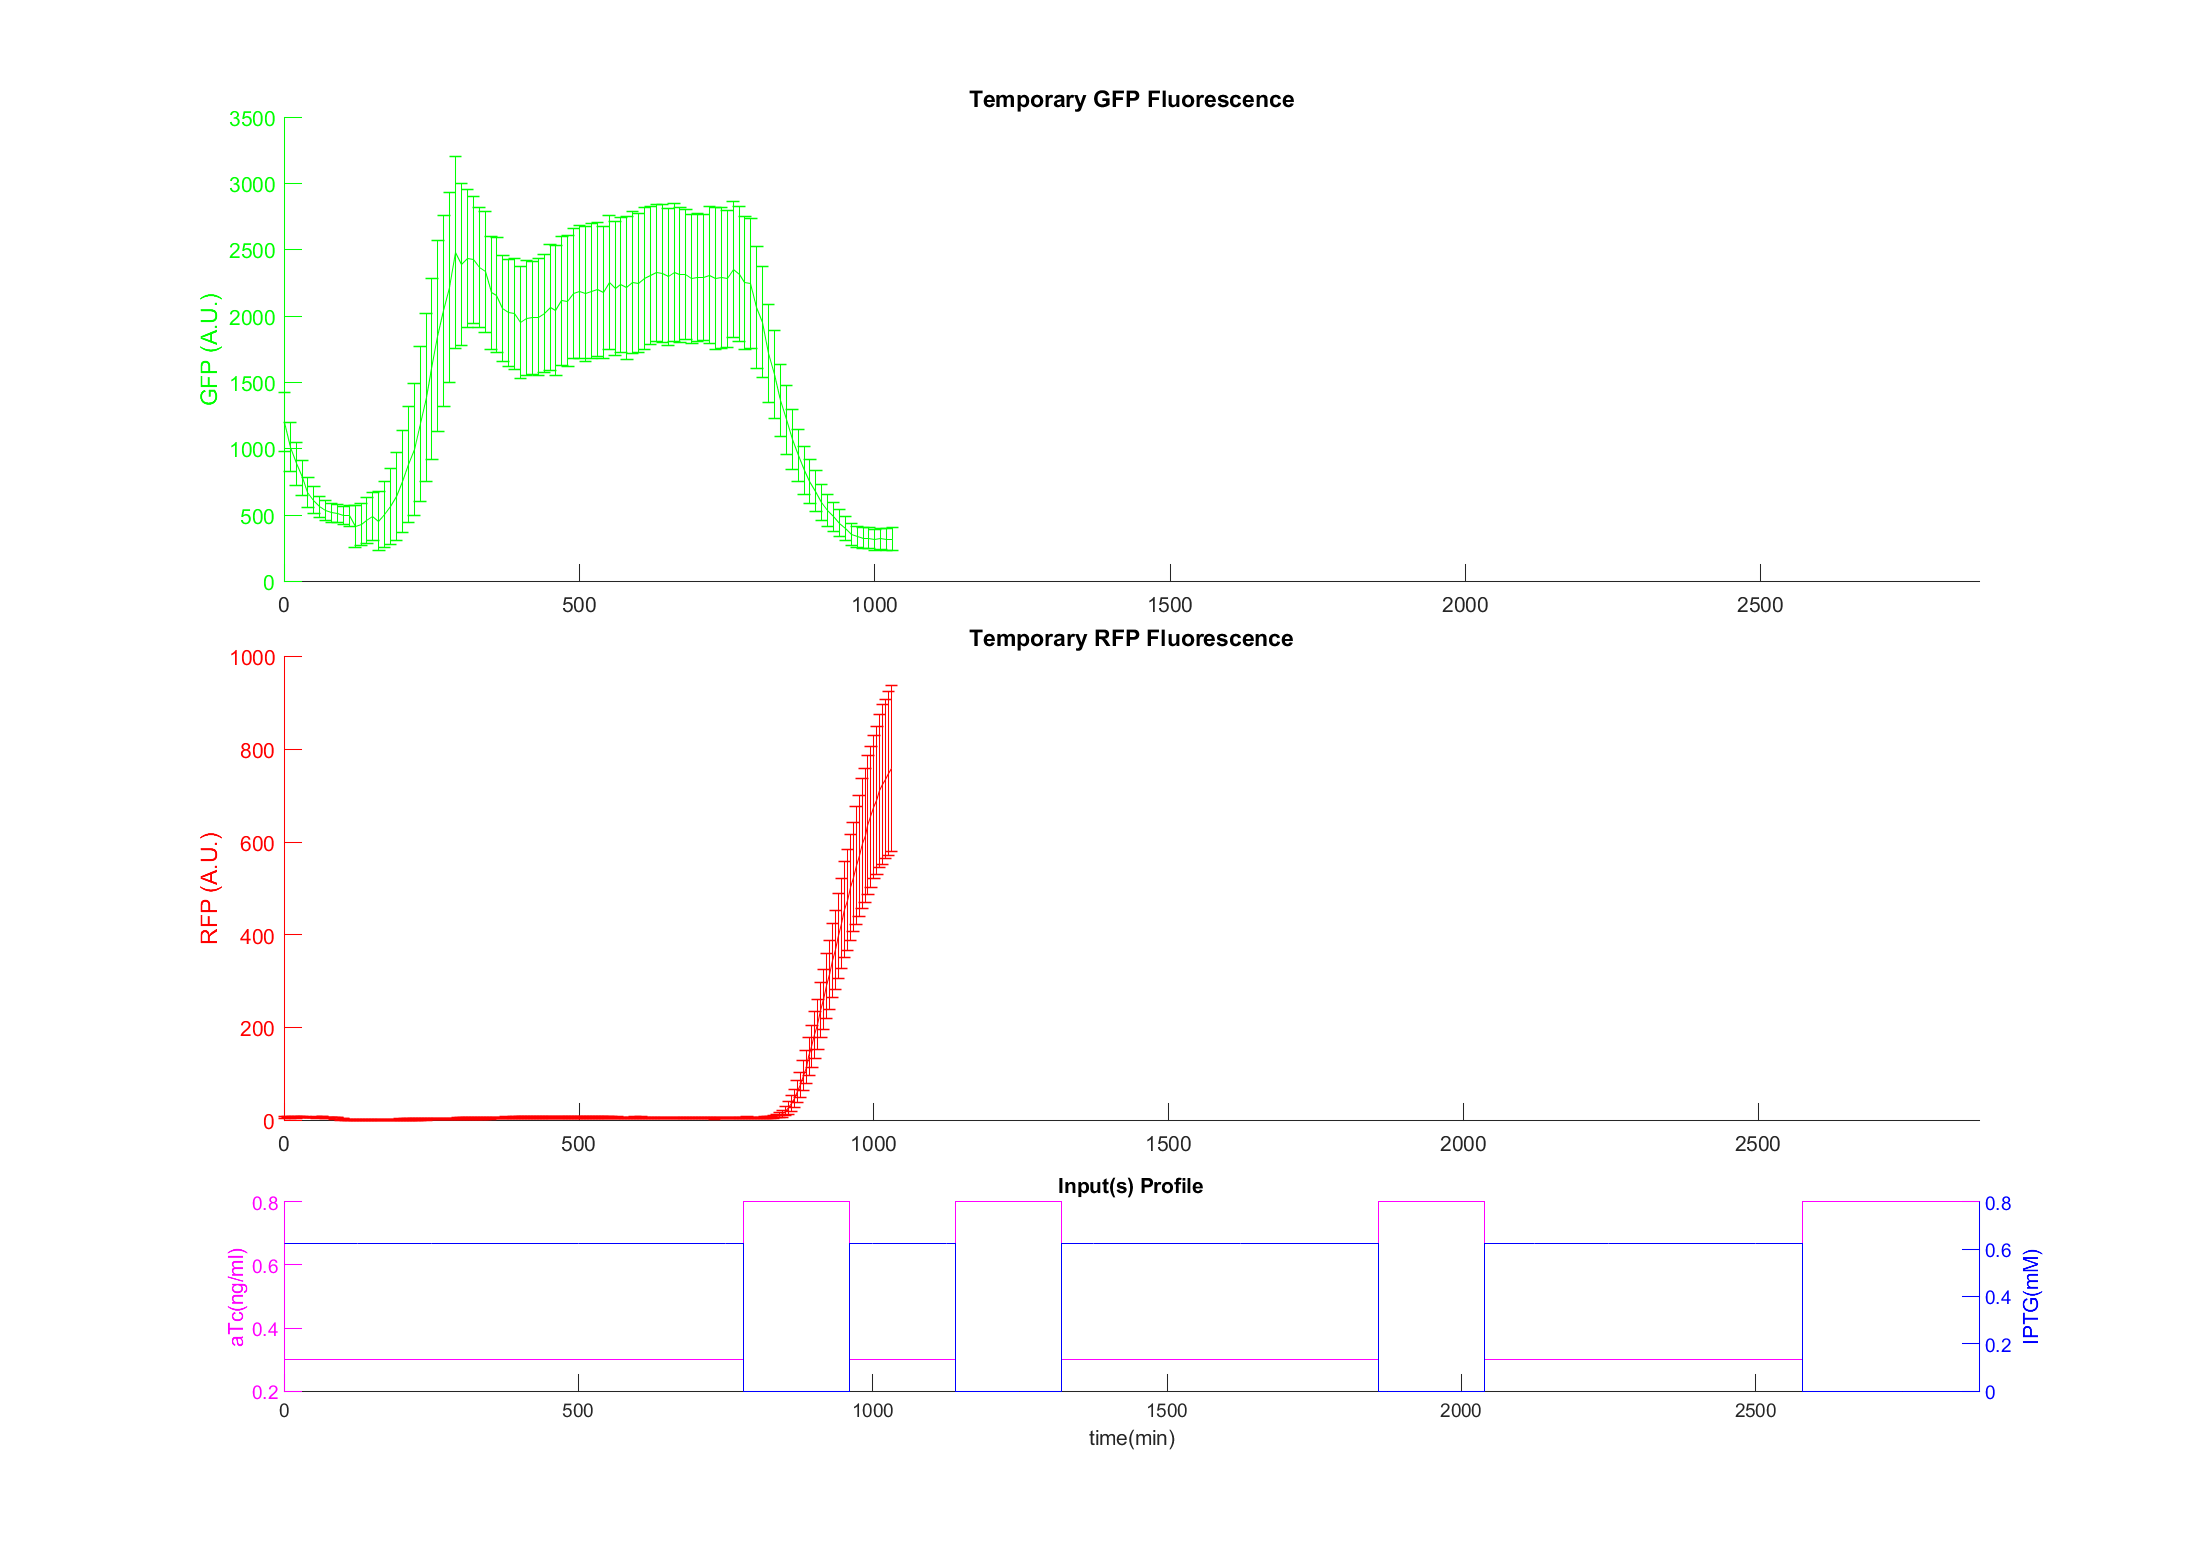 Temporary GFP Fluorescence
GFP (A.U.)
3500
3000
2500
2000
1500
1000
500
0
0 500 1000 1500 2000 2500
Temporary RFP Fluorescence
RFP (A.U.)
1000
800
600
400
200
0
0 500 1000 1500 2000 2500
Input(s) Profile
aTc(ng/ml)
0.8
0.6
0.4
0.2
0.8
0.6
0.4
0.2
0
IPTG(mM)
0 500 1000 1500 2000 2500
time(min)